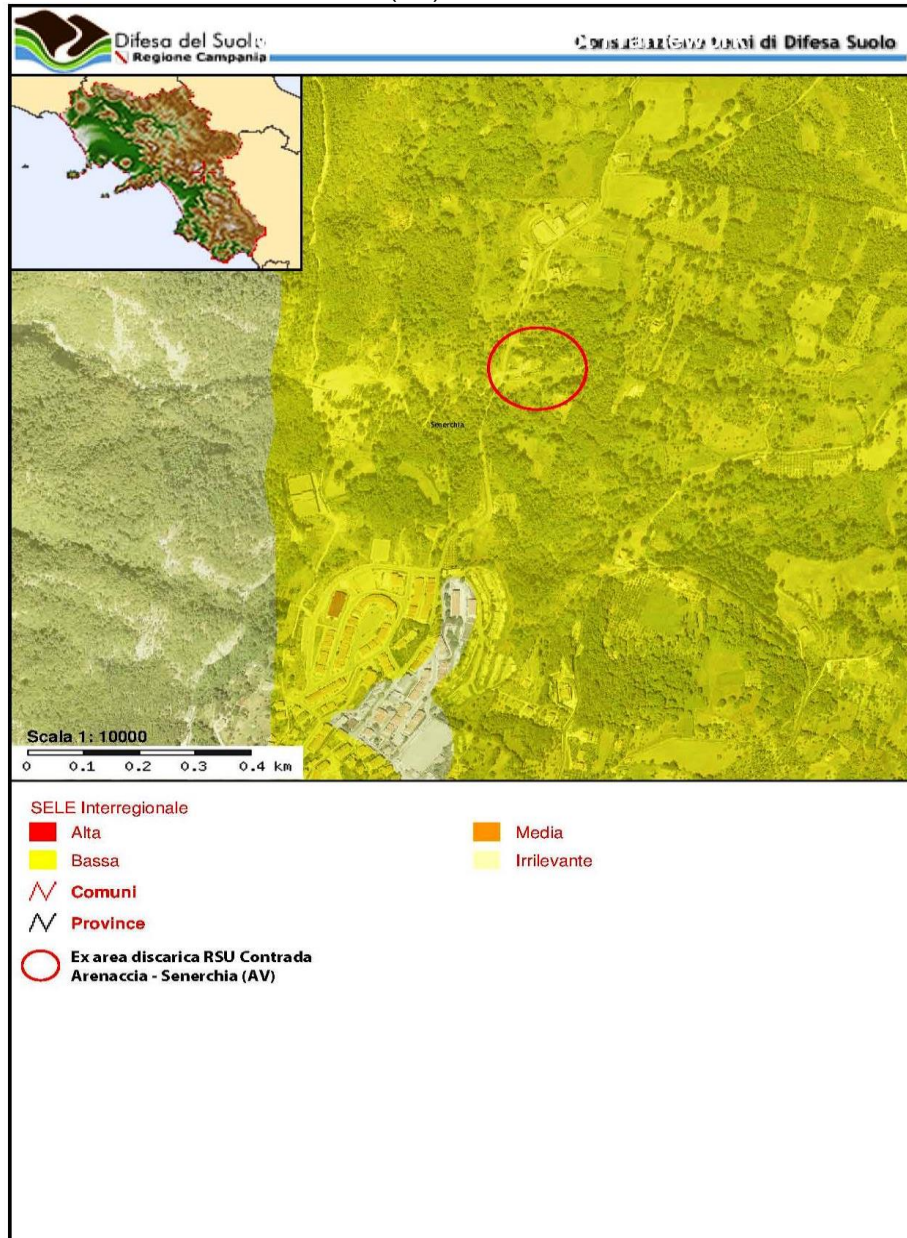 Difesa del Suolo
Regione Campania
di Difesa Suolo
Senerchia
Scala 1: 10000
0 0.1 0.2 0.3 0.4 km
SELE Interregionale
Alta
Media
Bassa
Irrilevante
Comuni
Province
Ex area discarica RSU Contrada
Arenaccia - Senerchia (AV)